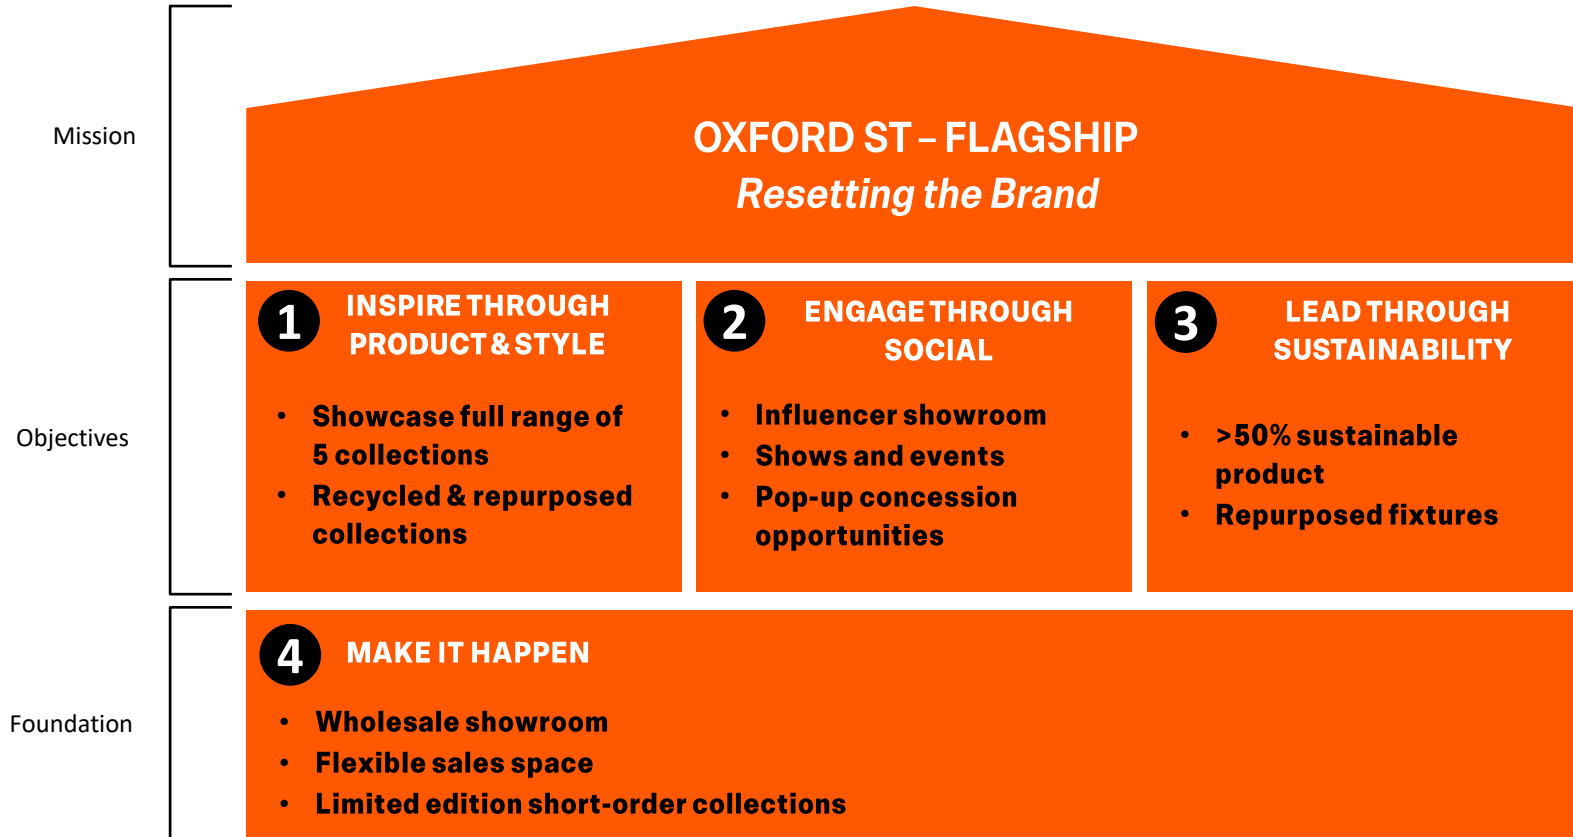 Mission
OXFORD ST – FLAGSHIP
Resetting the Brand
Objectives
1
INSPIRE THROUGH
PRODUCT & STYLE
• Showcase full range of
5 collections
• Recycled & repurposed
collections
2
ENGAGE THROUGH
SOCIAL
• Influencer showroom
• Shows and events
• Pop-up concession
opportunities
3
LEAD THROUGH
SUSTAINABILITY
• >50% sustainable
product
• Repurposed fixtures
Foundation
4
MAKE IT HAPPEN
• Wholesale showroom
• Flexible sales space
• Limited edition short-order collections